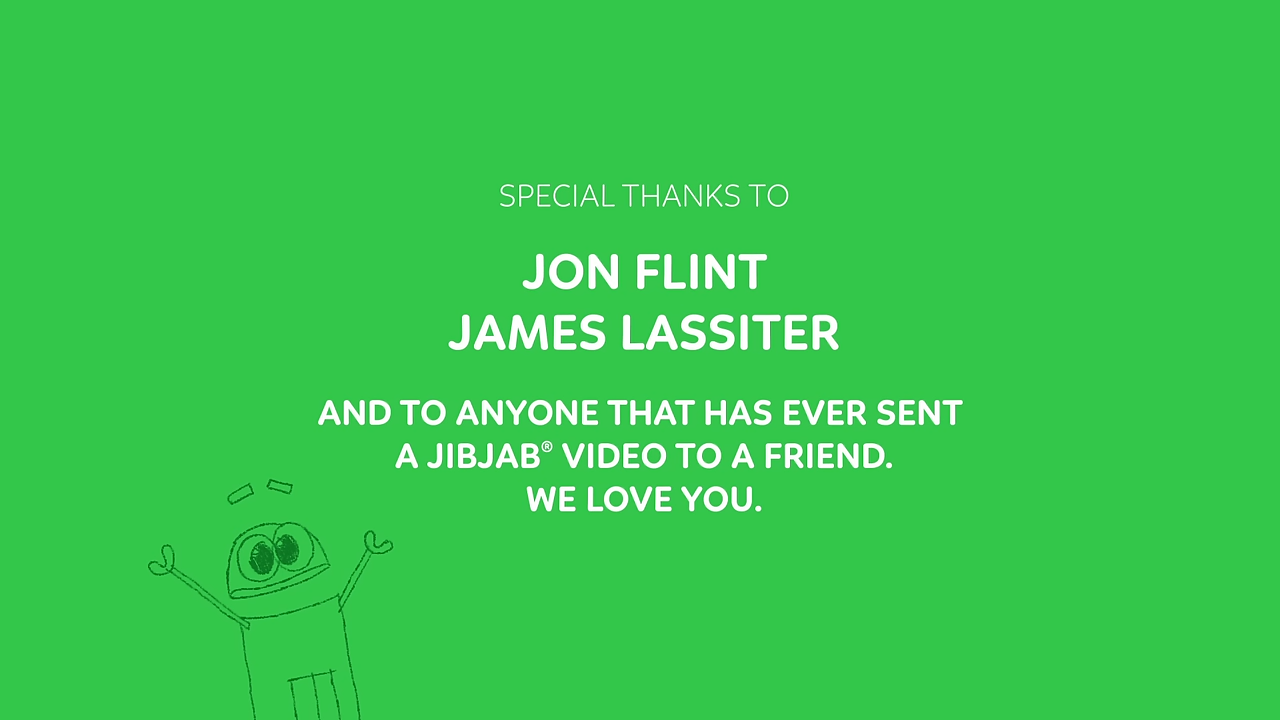 SPECIAL THANKS TO
JON FLINT
JAMES LASSITER
AND TO ANYONE THAT HAS EVER SENT
A JIBJAB® VIDEO TO A FRIEND.
WE LOVE YOU.